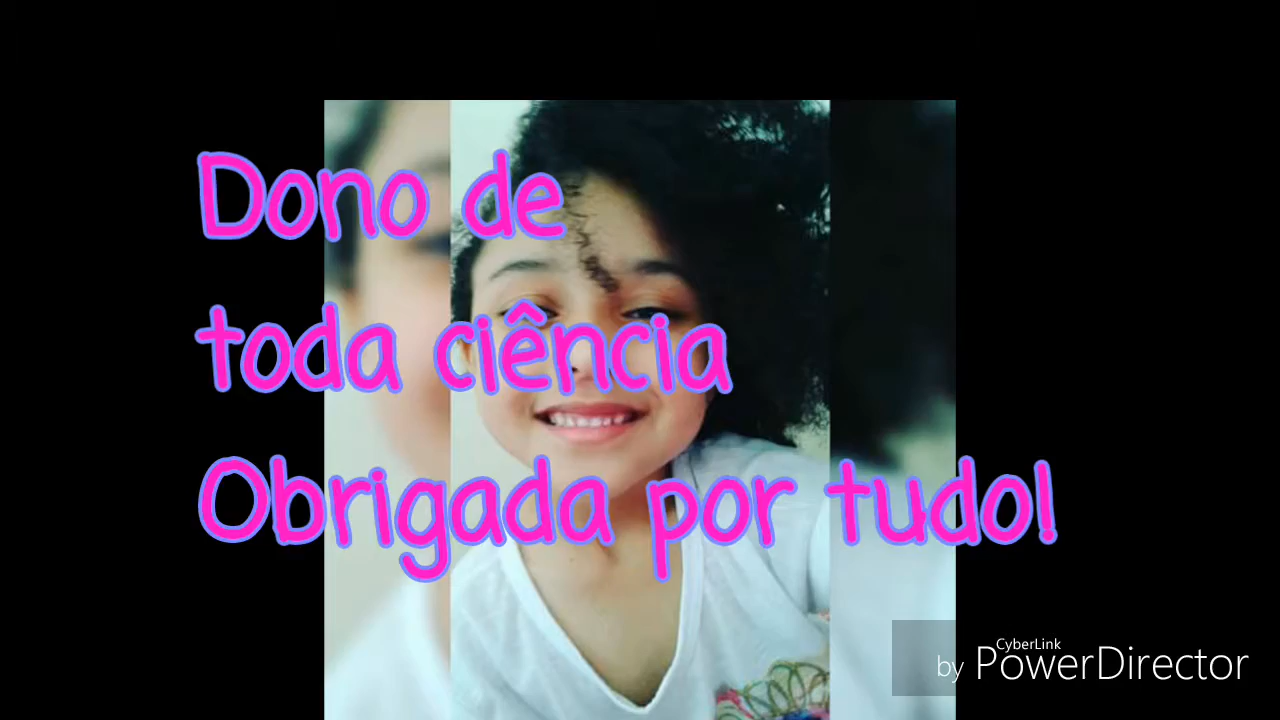 Dono de
toda ciência
Obrigada por tudo!
CyberLink
by PowerDirector